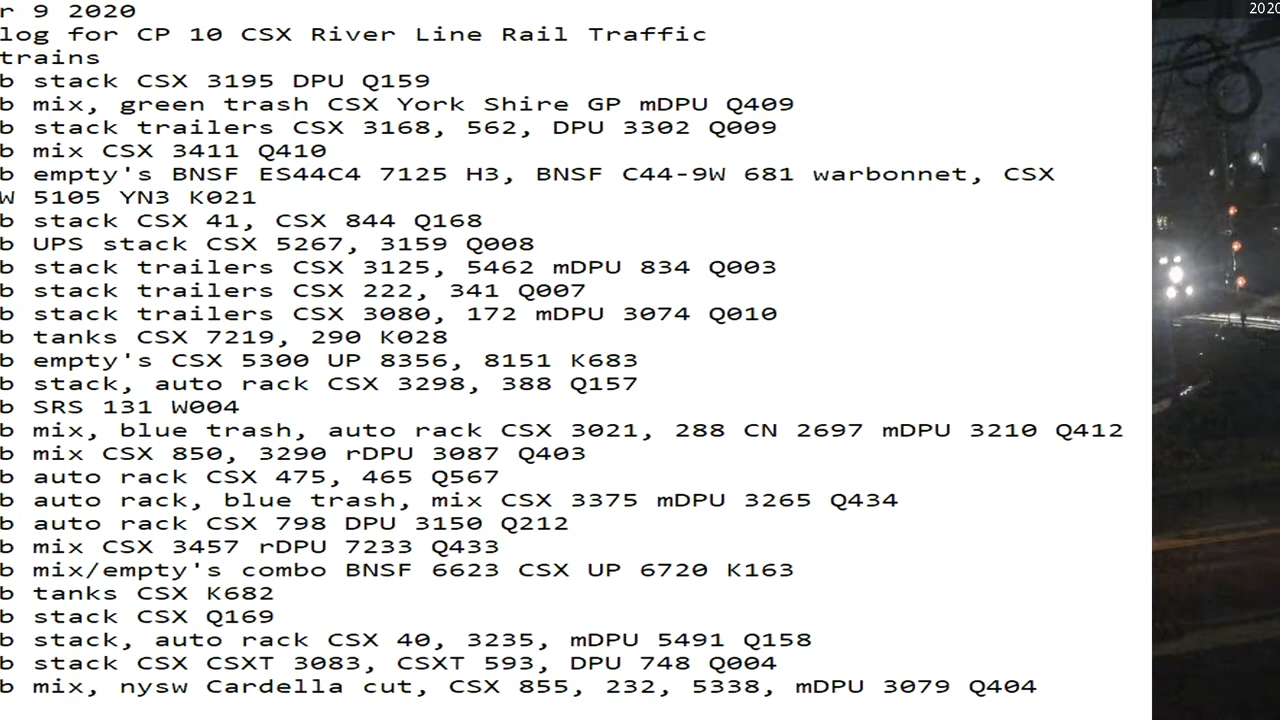 r 9 2020
log for CP 10 CSX River Line Rail Traffic
trains
b stack CSX 3195 DPU Q159
b mix, green trash CSX York Shire GP mDPU Q409
b stack trailers CSX 3168, 562, DPU 3302 Q009
b mix CSX 3411 Q410
b empty's BNSF ES44C4 7125 H3, BNSF C44-9W 681 warbonnet, CSX
W 5105 YN3 K021
b stack CSX 41, CSX 844 Q168
b UPS stack CSX 5267, 3159 Q008
b stack trailers CSX 3125, 5462 mDPU 834 Q003
b stack trailers CSX 222, 341 Q007
b stack trailers CSX 3080, 172 mDPU 3074 Q010
b tanks CSX 7219, 290 K028
b empty's CSX 5300 UP 8356, 8151 K683
b stack, auto rack CSX 3298, 388 Q157
b SRS 131 W004
b mix, blue trash, auto rack CSX 3021, 288 CN 2697 mDPU 3210 Q412
b mix CSX 850, 3290 rDPU 3087 Q403
b auto rack CSX 475, 465 Q567
b auto rack, blue trash, mix CSX 3375 mDPU 3265 Q434
b auto rack CSX 798 DPU 3150 Q212
b mix CSX 3457 rDPU 7233 Q433
b mix/empty's combo BNSF 6623 CSX UP 6720 K163
b tanks CSX K682
b stack CSX Q169
b stack, auto rack CSX 40, 3235, mDPU 5491 Q158
b stack CSX CSXT 3083, CSXT 593, DPU 748 Q004
b mix, nysw Cardella cut, CSX 855, 232, 5338, mDPU 3079 Q404
2020